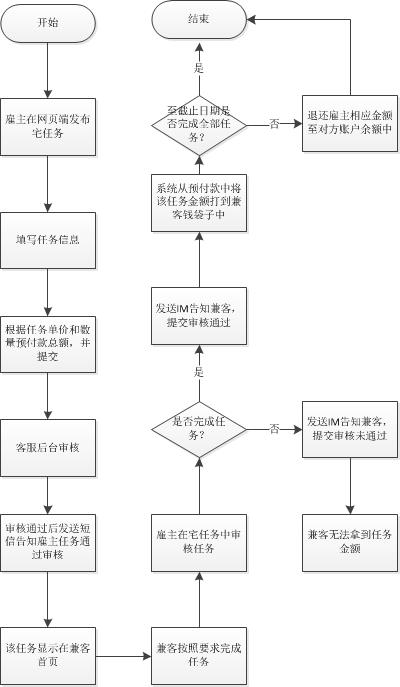 开始
雇主在网页端发布
宅任务
填写任务信息
根据任务单价和数
量预付款总额，并
提交
客服后台审核
审核通过后发送短
信告知雇主任务通
过审核
该任务显示在兼客
首页
兼客按照要求完成
任务
雇主在宅任务中审
核任务
是否完成任
务？
否
发送IM告知兼客，
提交审核未通过
兼客无法拿到任务
金额
是
发送IM告知兼客，
提交审核通过
系统从预付款中将
该任务金额打到兼
客钱袋子中
至截止日期是
否完成全部任
务？
否
退还雇主相应金额
至对方账户余额中
是
结束